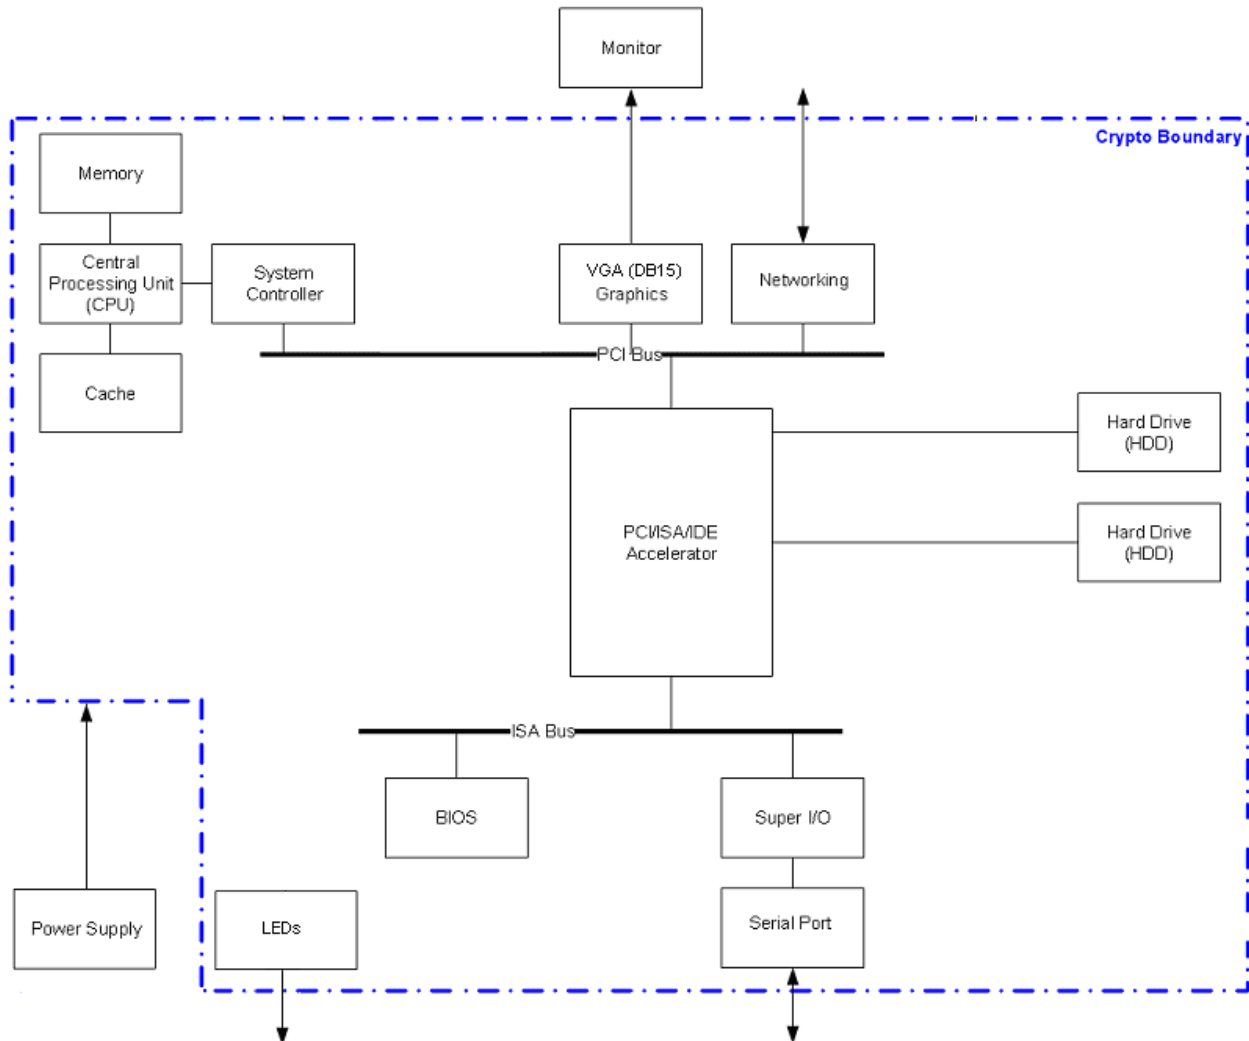 Monitor
Crypto Boundary
Memory
Central
Processing Unit
(CPU)
System
Controller
VGA (DB15)
Graphics
Networking
PCI Bus
Cache
Hard Drive
(HDD)
PCI/ISA/IDE
Accelerator
Hard Drive
(HDD)
ISA Bus
BIOS
Super I/O
Power Supply
LEDs
Serial Port